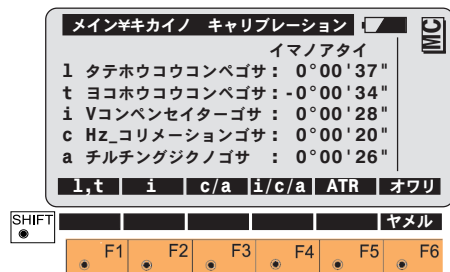 メイン¥キカイノ キャリブレーション
MC
イマノアタイ
l タテホウコウコンペゴサ: 0°00'37"
t ヨコホウコウコンペゴサ:-0°00'34"
i Vコンペンセイターゴサ: 0°00'28"
c Hz_コリメーションゴサ: 0°00'20"
a チルチングジクノゴサ : 0°00'26"
l,t i c/a i/c/a ATR オワリ
SHIFT ヤメル
F1 F2 F3 F4 F5 F6